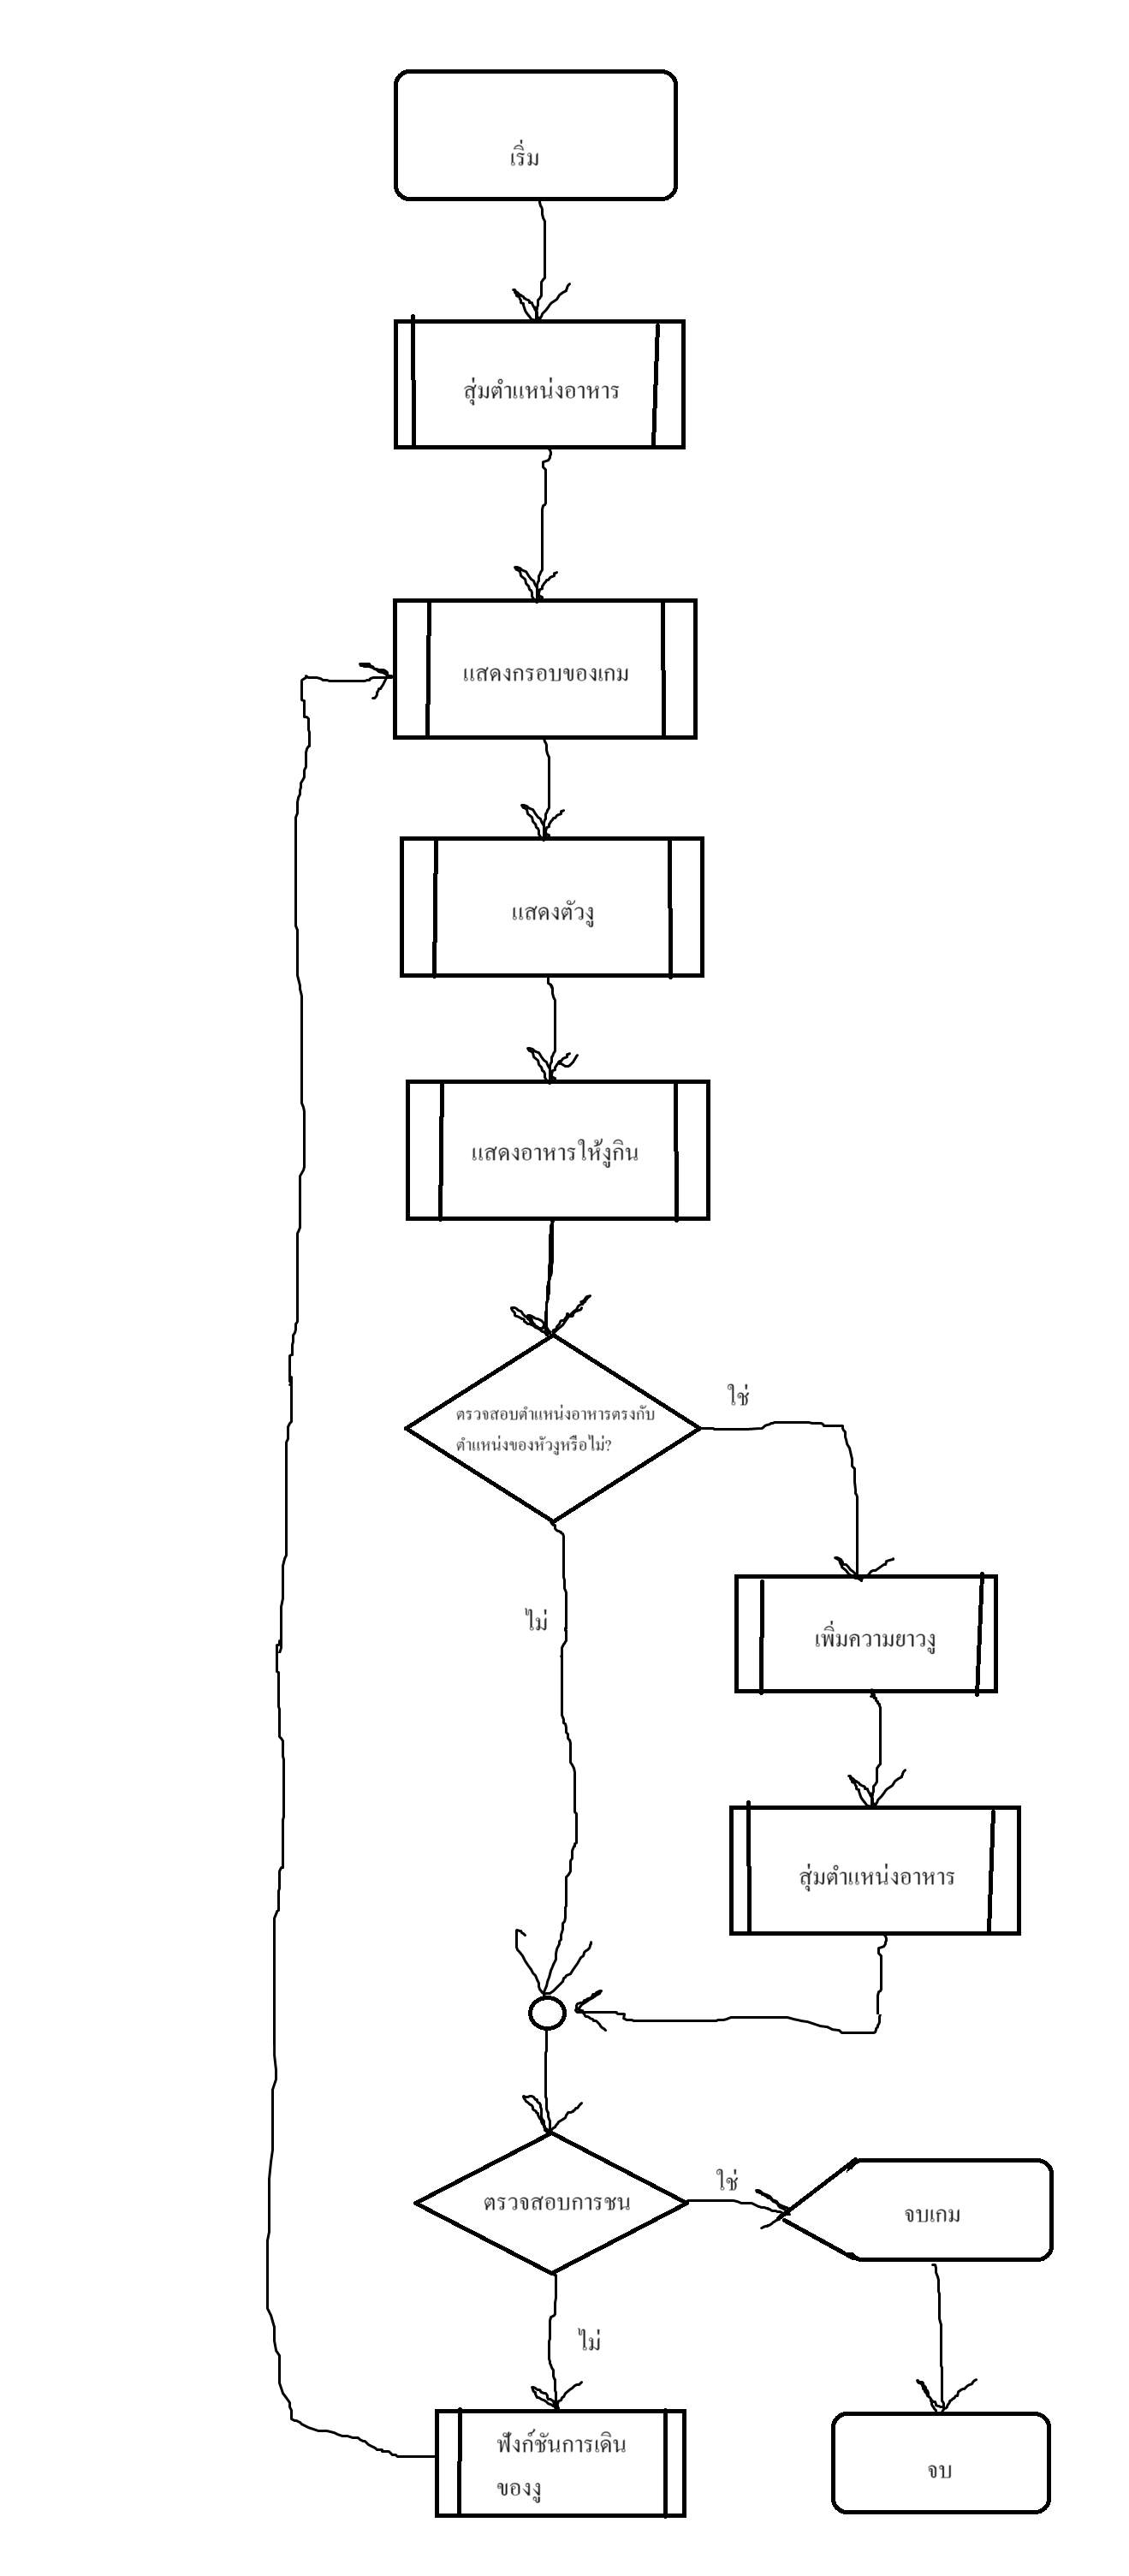 เริ่ม
สุ่มตำแหน่งอาหาร
แสดงกรอบของเกม
แสดงตัวงู
แสดงอาหารให้งูกิน
ตรวจสอบตำแหน่งอาหารตรงกับ
ตำแหน่งของหัวงูหรือไม่?
ใช่
ไม่
เพิ่มความยาวงู
สุ่มตำแหน่งอาหาร
ตรวจสอบการชน
ใช่
จบเกม
ไม่
ฟังก์ชันการเดิน
ของงู
จบ